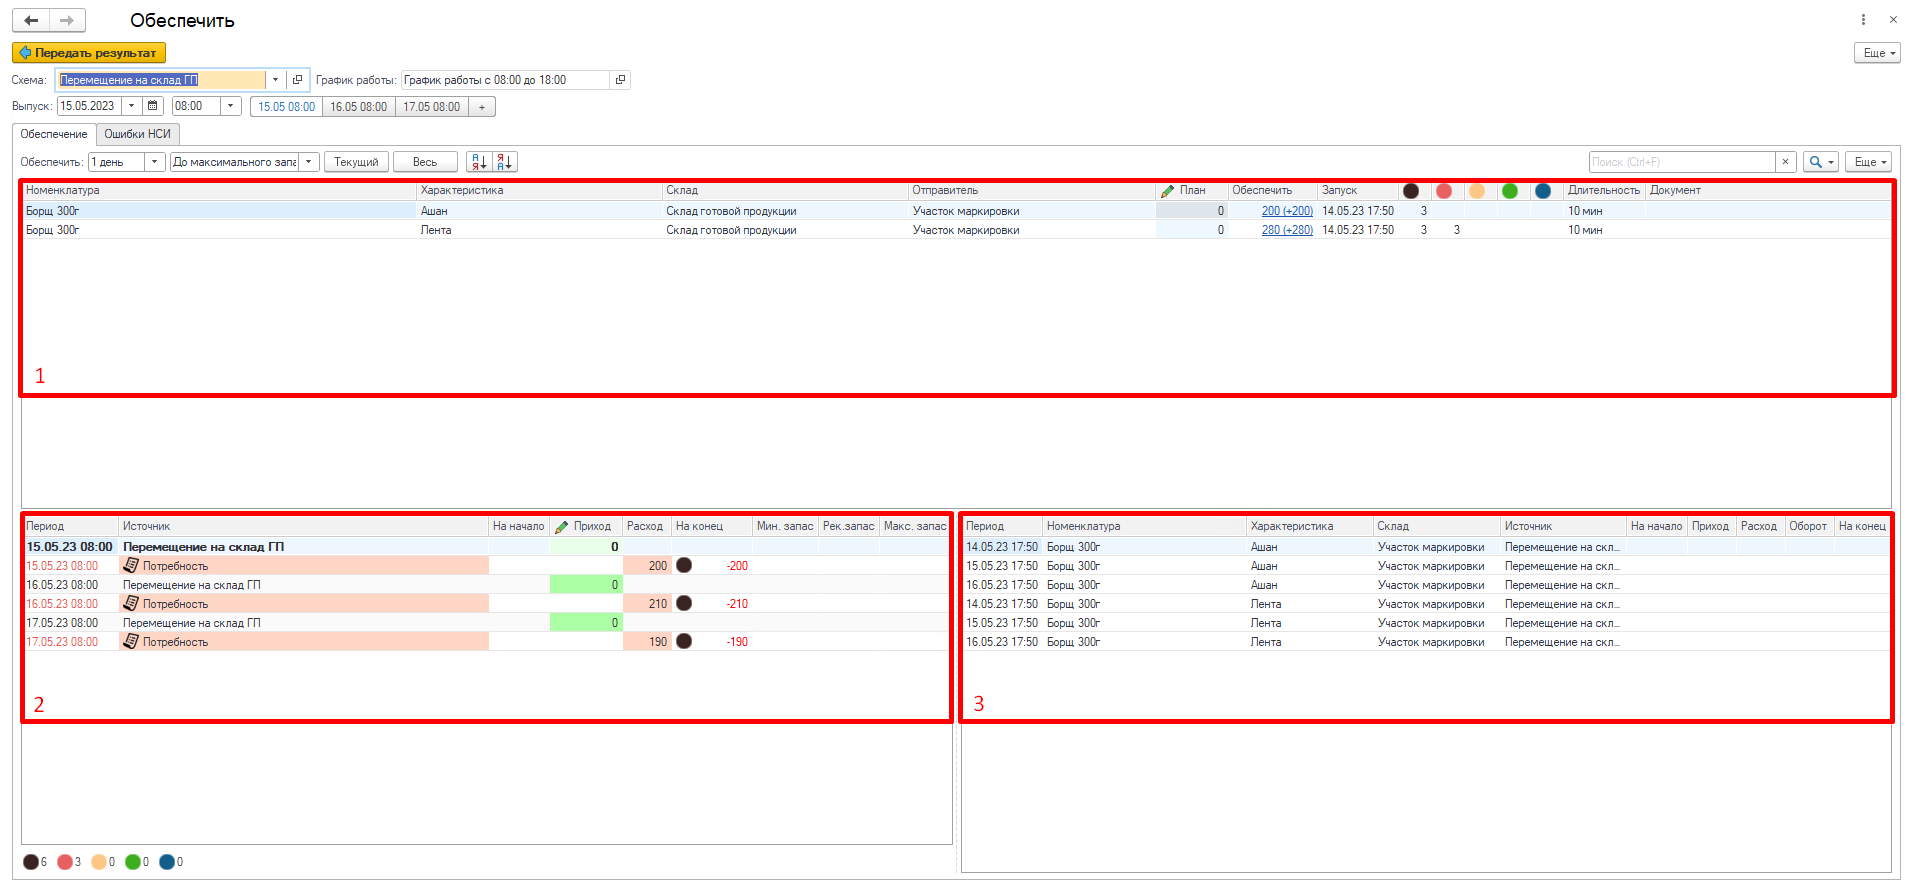 Обеспечить
Передать результат
Еще
Схема: Перемещение на склад ГП График работы: График работы с 08:00 до 18:00
Выпуск: 15.05.2023 08:00 15.05 08:00 16.05 08:00 17.05 08:00 +
Обеспечение Ошибки НСИ
Обеспечить: 1 день До максимального запа Текущий Весь Поиск (Ctrl+F) × Еще
Номенклатура Характеристика Склад Отправитель План Обеспечить Запуск Длительность Документ
Борщ 300г Ашан Склад готовой продукции Участок маркировки 0 200 (+200) 14.05.23 17:50 3 10 мин
Борщ 300г Лента Склад готовой продукции Участок маркировки 0 280 (+280) 14.05.23 17:50 3 3 10 мин
1
Период Источник На начало Приход Расход На конец Мин. запас Рек.запас Макс. запас
15.05.23 08:00 Перемещение на склад ГП 0
15.05.23 08:00 Потребность 200 -200
16.05.23 08:00 Перемещение на склад ГП 0
16.05.23 08:00 Потребность 210 -210
17.05.23 08:00 Перемещение на склад ГП 0
17.05.23 08:00 Потребность 190 -190
2
Период Номенклатура Характеристика Склад Источник На начало Приход Расход Оборот На конец
14.05.23 17:50 Борщ 300г Ашан Участок маркировки Перемещение на скл...
15.05.23 17:50 Борщ 300г Ашан Участок маркировки Перемещение на скл...
16.05.23 17:50 Борщ 300г Ашан Участок маркировки Перемещение на скл...
14.05.23 17:50 Борщ 300г Лента Участок маркировки Перемещение на скл...
15.05.23 17:50 Борщ 300г Лента Участок маркировки Перемещение на скл...
16.05.23 17:50 Борщ 300г Лента Участок маркировки Перемещение на скл...
3
6 3 0 0 0